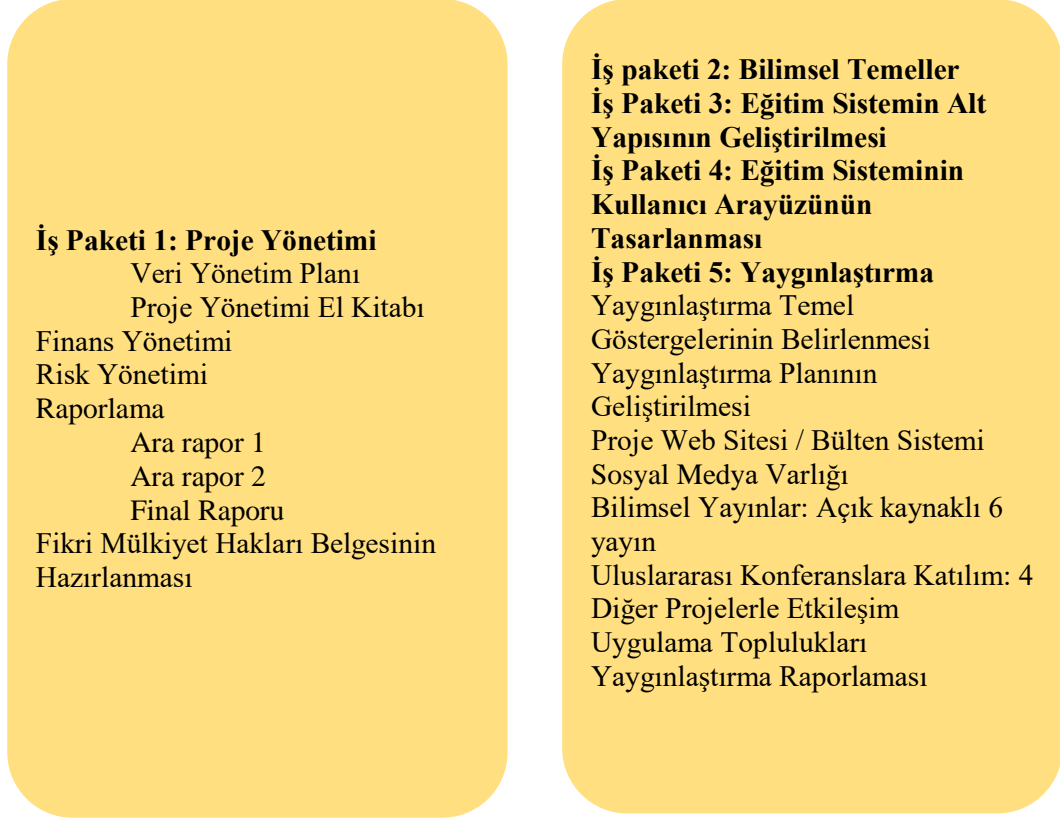 İş Paketi 1: Proje Yönetimi
Veri Yönetim Planı
Proje Yönetimi El Kitabı
Finans Yönetimi
Risk Yönetimi
Raporlama
Ara rapor 1
Ara rapor 2
Final Raporu
Fikri Mülkiyet Hakları Belgesinin
Hazırlanması
İş paketi 2: Bilimsel Temeller
İş Paketi 3: Eğitim Sistemin Alt
Yapısının Geliştirilmesi
İş Paketi 4: Eğitim Sisteminin
Kullanıcı Arayüzünün
Tasarlanması
İş Paketi 5: Yaygınlaştırma
Yaygınlaştırma Temel
Göstergelerinin Belirlenmesi
Yaygınlaştırma Planının
Geliştirilmesi
Proje Web Sitesi / Bülten Sistemi
Sosyal Medya Varlığı
Bilimsel Yayınlar: Açık kaynaklı 6
yayın
Uluslararası Konferanslara Katılım: 4
Diğer Projelerle Etkileşim
Uygulama Toplulukları
Yaygınlaştırma Raporlaması